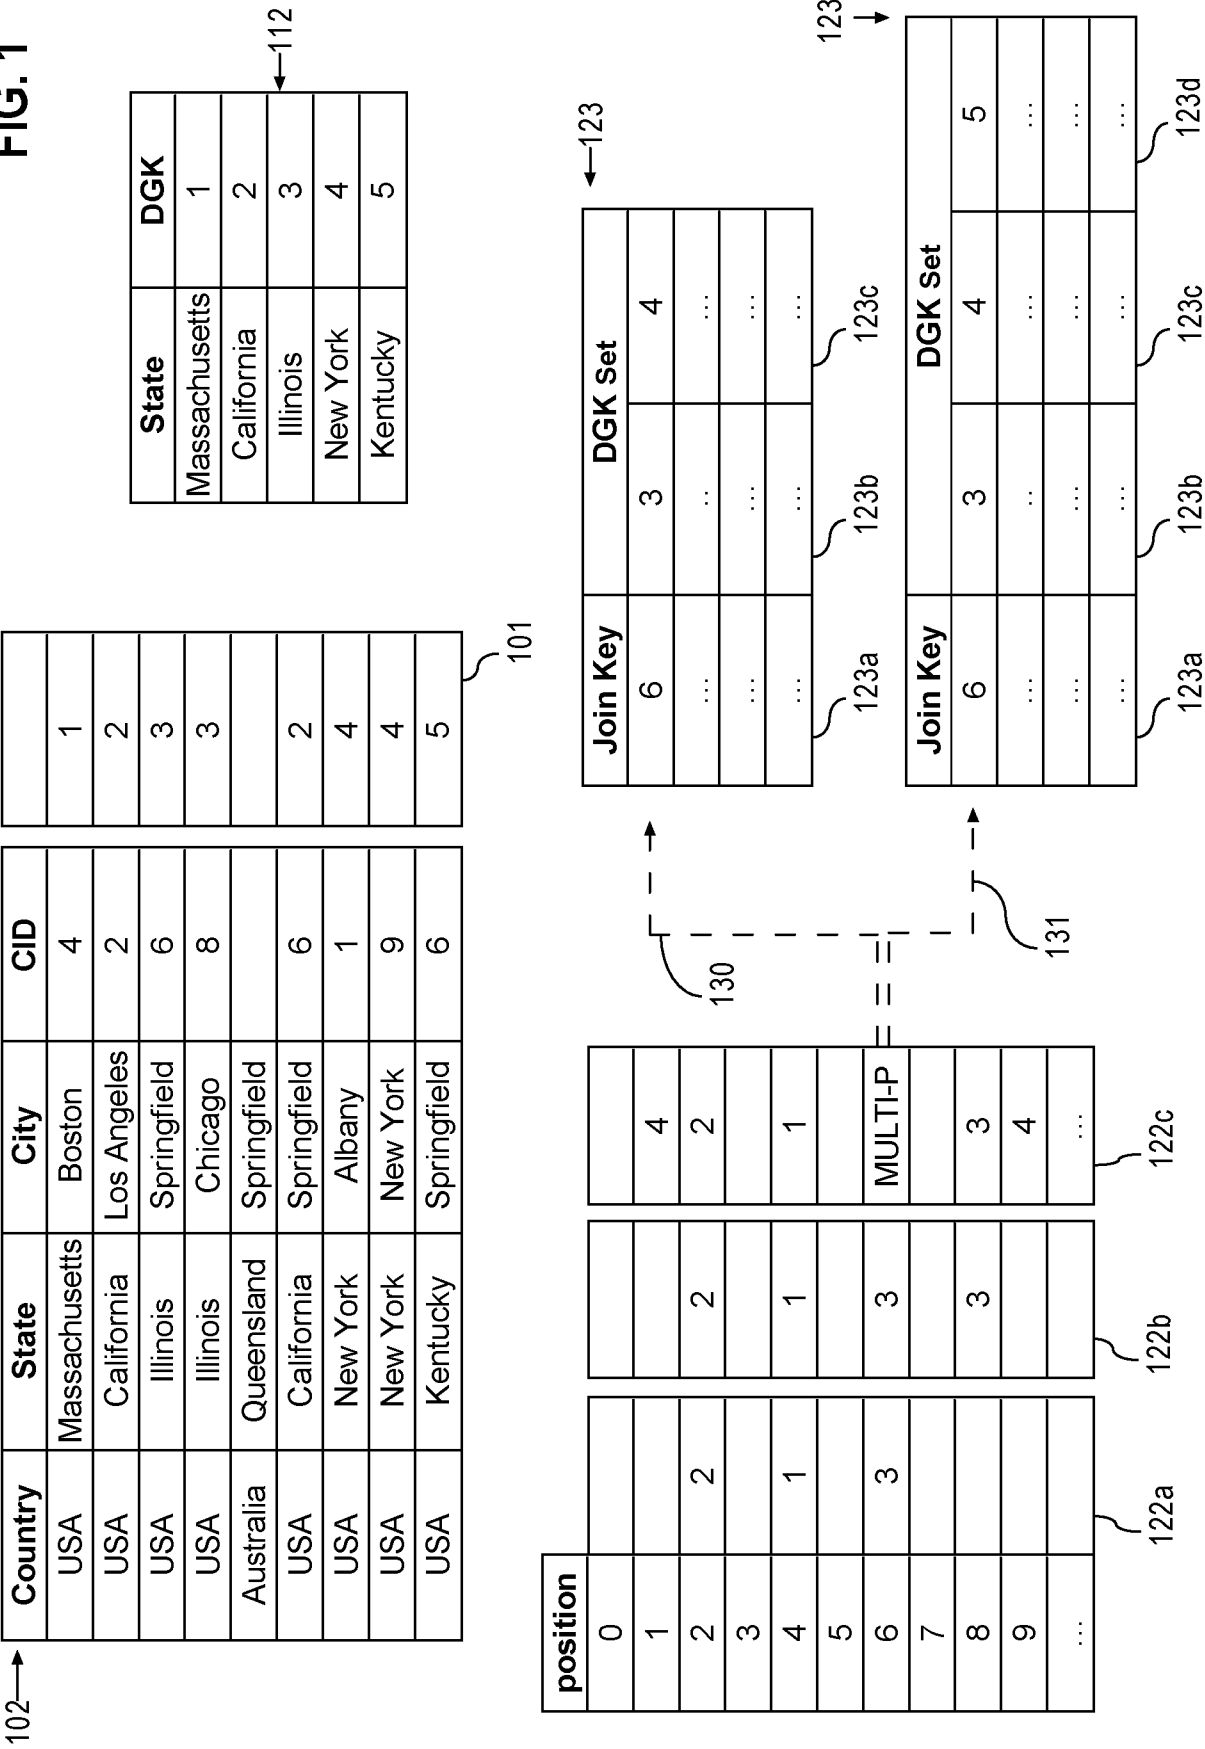 FIG. 1
102
Country State City CID
USA Massachusetts Boston 4 1
USA California Los Angeles 2 2
USA Illinois Springfield 6 3
USA Illinois Chicago 8 3
Australia Queensland Springfield
USA California Springfield 6 2
USA New York Albany 1 4
USA New York New York 9 4
USA Kentucky Springfield 6 5
101
State DGK
Massachusetts 1
California 2
Illinois 3
New York 4
Kentucky 5
112
position
0
1 4
2 2 2 2
3
4 1 1 1
5
6 3 3 MULTI-P
7
8 3 3
9 4
... ...
122a 122b 122c
130
131
123
Join Key DGK Set
6 3 4
... .. ...
... ... ...
... ... ...
123a 123b 123c
123
Join Key DGK Set
6 3 4 5
... .. ... ...
... ... ... ...
... ... ... ...
123a 123b 123c 123d